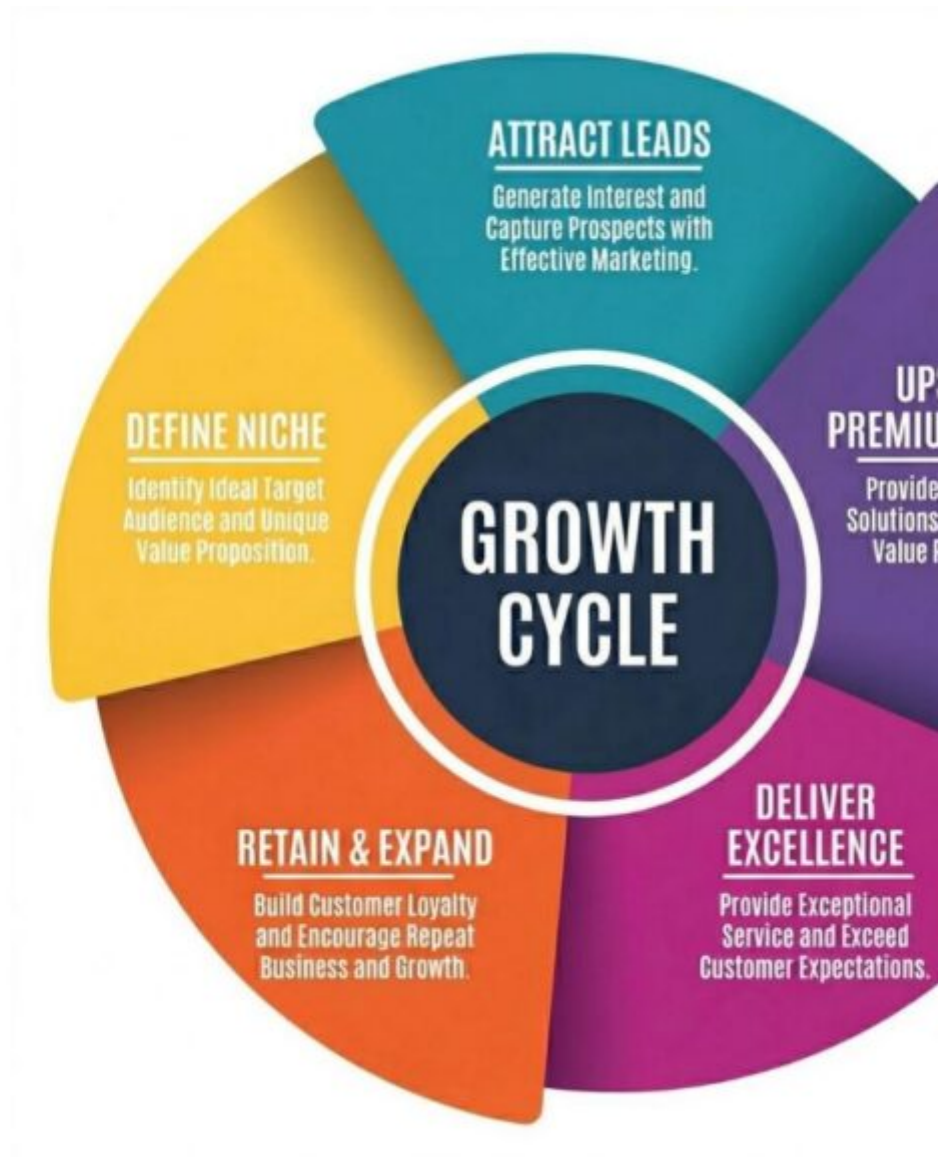 ATTRACT LEADS
Generate Interest and
Capture Prospects with
Effective Marketing.
DEFINE NICHE
Identify Ideal Target
Audience and Unique
Value Proposition.
GROWTH
CYCLE
Provide
Solutions
Value
DELIVER
EXCELLENCE
Provide Exceptional
Service and Exceed
Customer Expectations.
RETAIN & EXPAND
Build Customer Loyalty
and Encourage Repeat
Business and Growth.